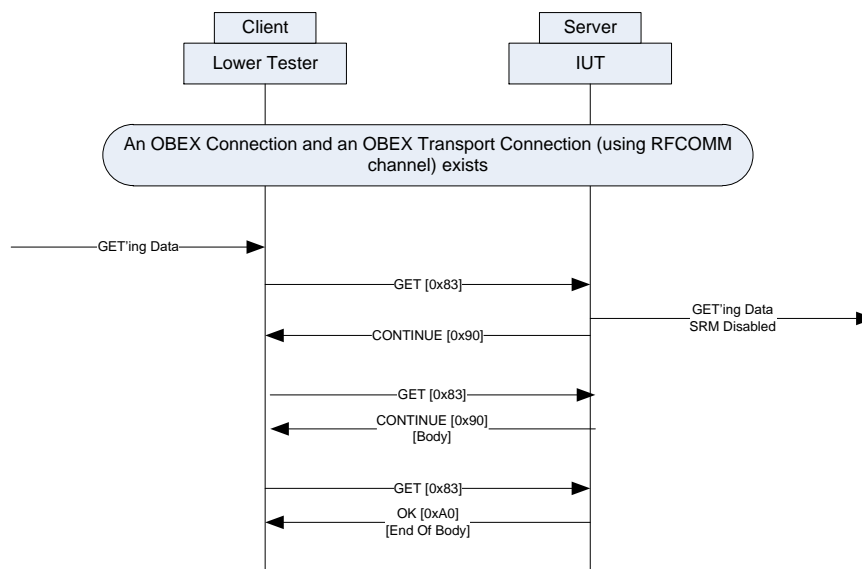 Client
Server
Lower Tester
IUT
An OBEX Connection and an OBEX Transport Connection (using RFCOMM
channel) exists
GET'ing Data
GET [0x83]
GET'ing Data
SRM Disabled
CONTINUE [0x90]
GET [0x83]
CONTINUE [0x90]
[Body]
GET [0x83]
OK [0xA0]
[End Of Body]